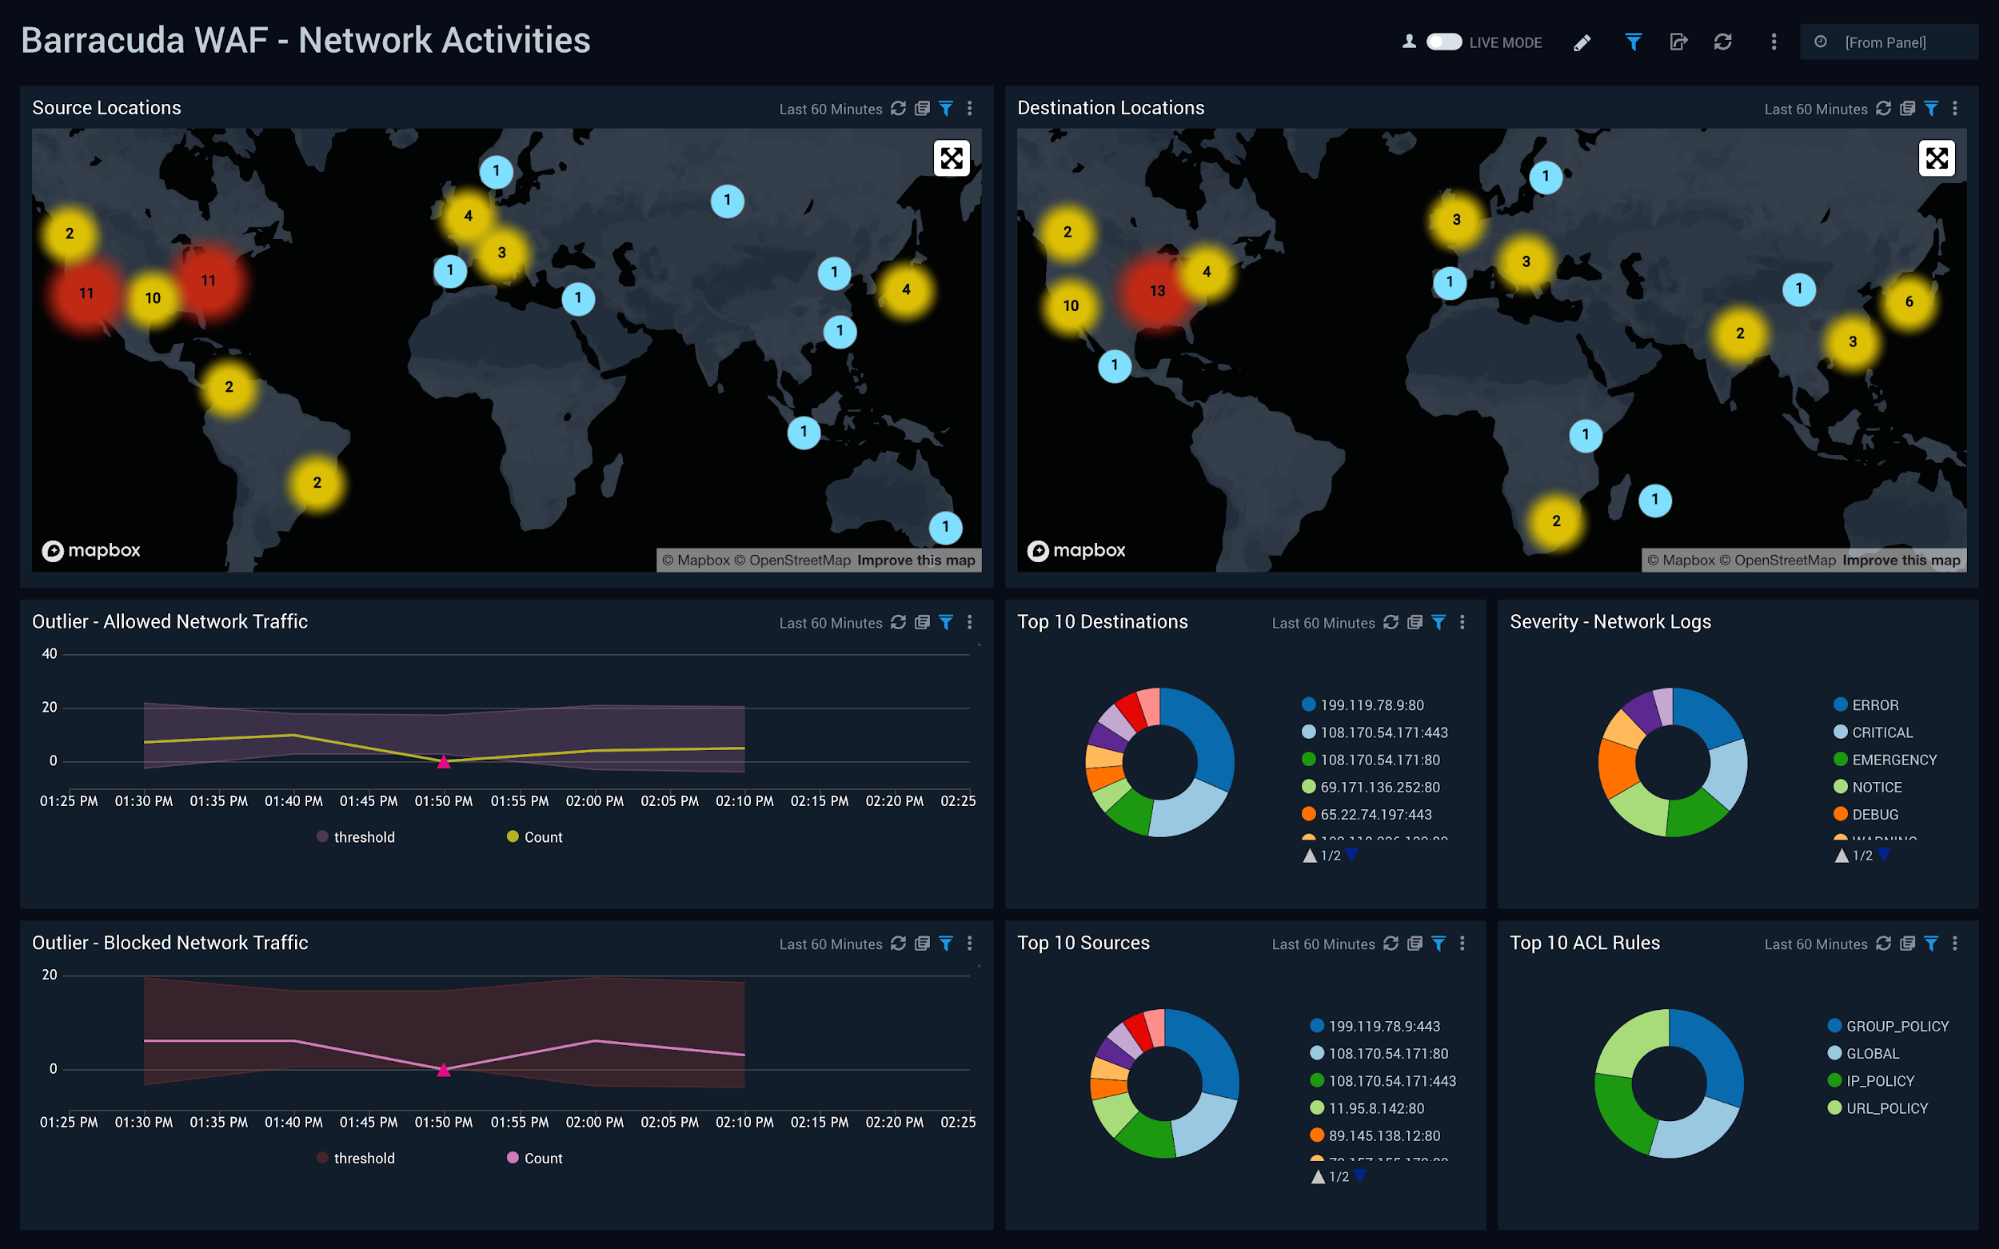 Barracuda WAF - Network Activities
LIVE MODE
[From Panel]
Source Locations
Last 60 Minutes
1
4
3
1
1
1
1
1
4
2
11
10
11
2
2
1
1
mapbox
© Mapbox © OpenStreetMap Improve this map
Destination Locations
Last 60 Minutes
1
3
3
1
2
10
13
4
1
1
2
3
6
1
1
2
mapbox
© Mapbox © OpenStreetMap Improve this map
Outlier - Allowed Network Traffic
Last 60 Minutes
40
20
0
01:25 PM 01:30 PM 01:35 PM 01:40 PM 01:45 PM 01:50 PM 01:55 PM 02:00 PM 02:05 PM 02:10 PM 02:15 PM 02:20 PM 02:25
threshold Count
Top 10 Destinations
Last 60 Minutes
199.119.78.9:80
108.170.54.171:443
108.170.54.171:80
69.171.136.252:80
65.22.74.197:443
1/2
Severity - Network Logs
ERROR
CRITICAL
EMERGENCY
NOTICE
DEBUG
WARNING
1/2
Outlier - Blocked Network Traffic
Last 60 Minutes
20
0
01:25 PM 01:30 PM 01:35 PM 01:40 PM 01:45 PM 01:50 PM 01:55 PM 02:00 PM 02:05 PM 02:10 PM 02:15 PM 02:20 PM 02:25
threshold Count
Top 10 Sources
Last 60 Minutes
199.119.78.9:443
108.170.54.171:80
108.170.54.171:443
11.95.8.142:80
89.145.138.12:80
1/2
Top 10 ACL Rules
Last 60 Minutes
GROUP_POLICY
GLOBAL
IP_POLICY
URL_POLICY